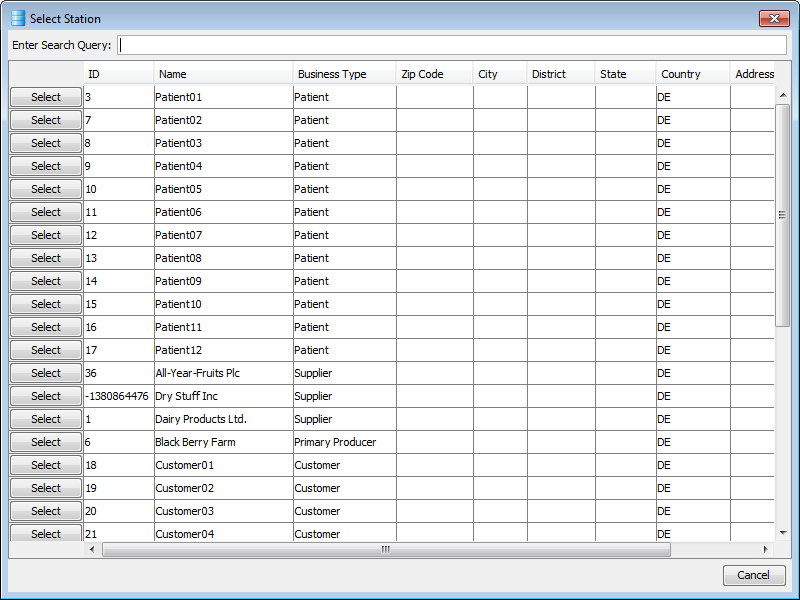 Select Station
Enter Search Query:
ID Name Business Type Zip Code City District State Country Address
Select 3 Patient01 Patient DE
Select 7 Patient02 Patient DE
Select 8 Patient03 Patient DE
Select 9 Patient04 Patient DE
Select 10 Patient05 Patient DE
Select 11 Patient06 Patient DE
Select 12 Patient07 Patient DE
Select 13 Patient08 Patient DE
Select 14 Patient09 Patient DE
Select 15 Patient10 Patient DE
Select 16 Patient11 Patient DE
Select 17 Patient12 Patient DE
Select 36 All-Year-Fruits Plc Supplier DE
Select -1380864476 Dry Stuff Inc Supplier DE
Select 1 Dairy Products Ltd. Supplier DE
Select 6 Black Berry Farm Primary Producer DE
Select 18 Customer01 Customer DE
Select 19 Customer02 Customer DE
Select 20 Customer03 Customer DE
Select 21 Customer04 Customer DE
Cancel